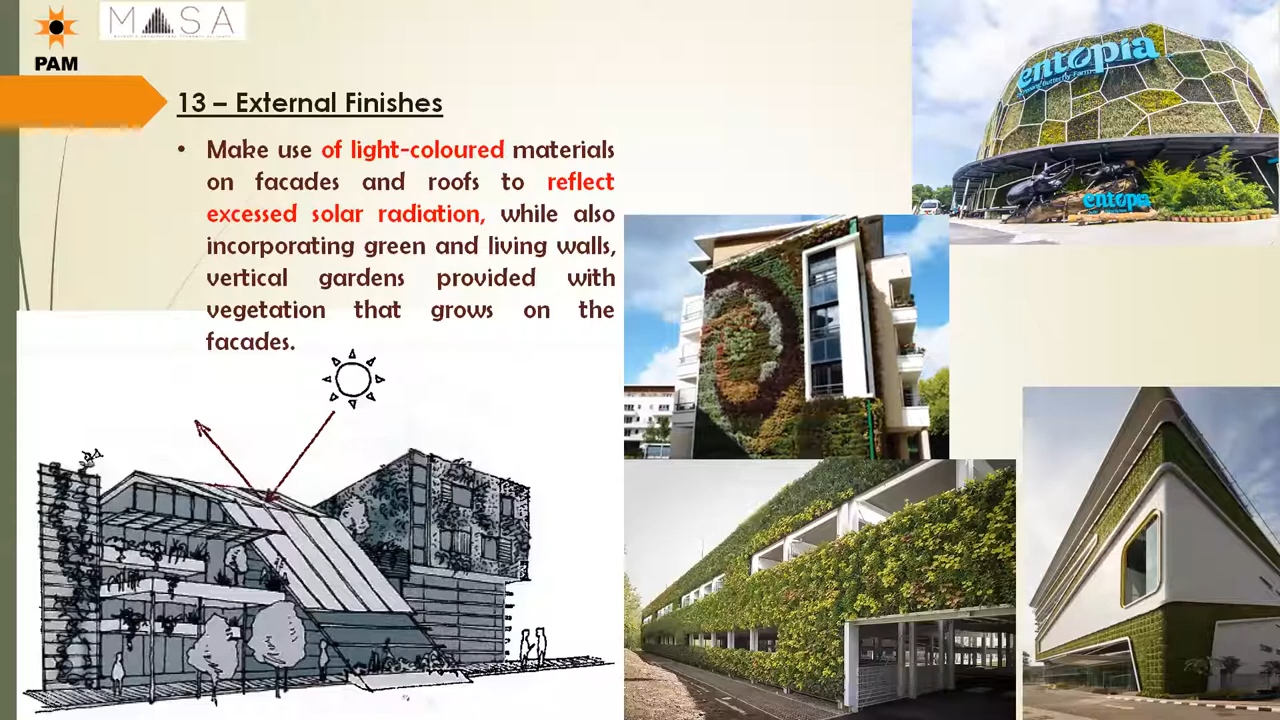 MASA
PAM
13 – External Finishes
• Make use of light-coloured materials
on facades and roofs to reflect
excessed solar radiation, while also
incorporating green and living walls,
vertical gardens provided with
vegetation that grows on the
facades.
entopia
entopia